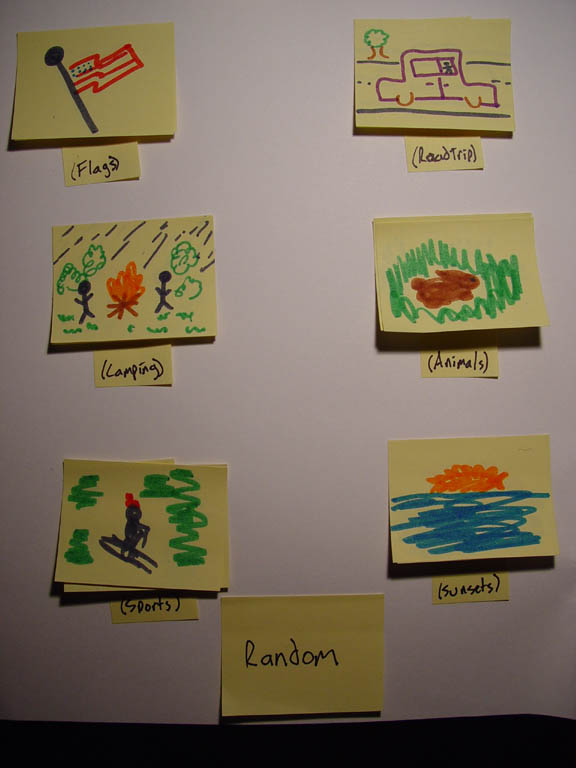 (Flags)
(RoadTrip)
(Camping)
(Animals)
(Sports)
(Sunsets)
Random